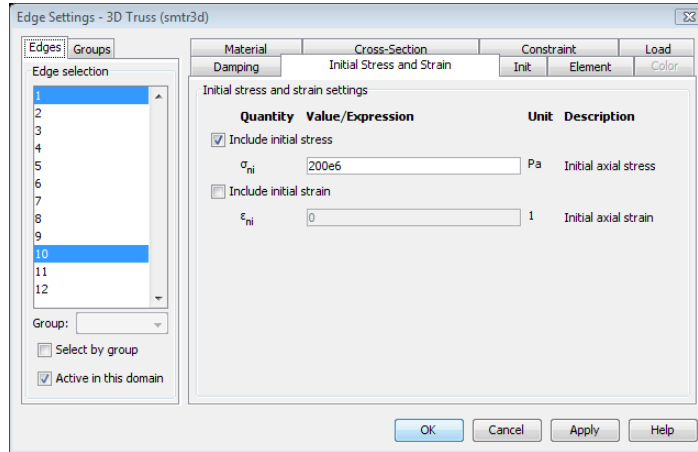 Edge Settings - 3D Truss (smtr3d)
Edges Groups
Edge selection
1
2
3
4
5
6
7
8
9
10
11
12
Group:
Select by group
Active in this domain
Material Cross-Section Constraint Load
Damping Initial Stress and Strain Init Element Color
Initial stress and strain settings
Quantity Value/Expression Unit Description
Include initial stress
σni 200e6 Pa Initial axial stress
Include initial strain
εni 0 1 Initial axial strain
OK Cancel Apply Help